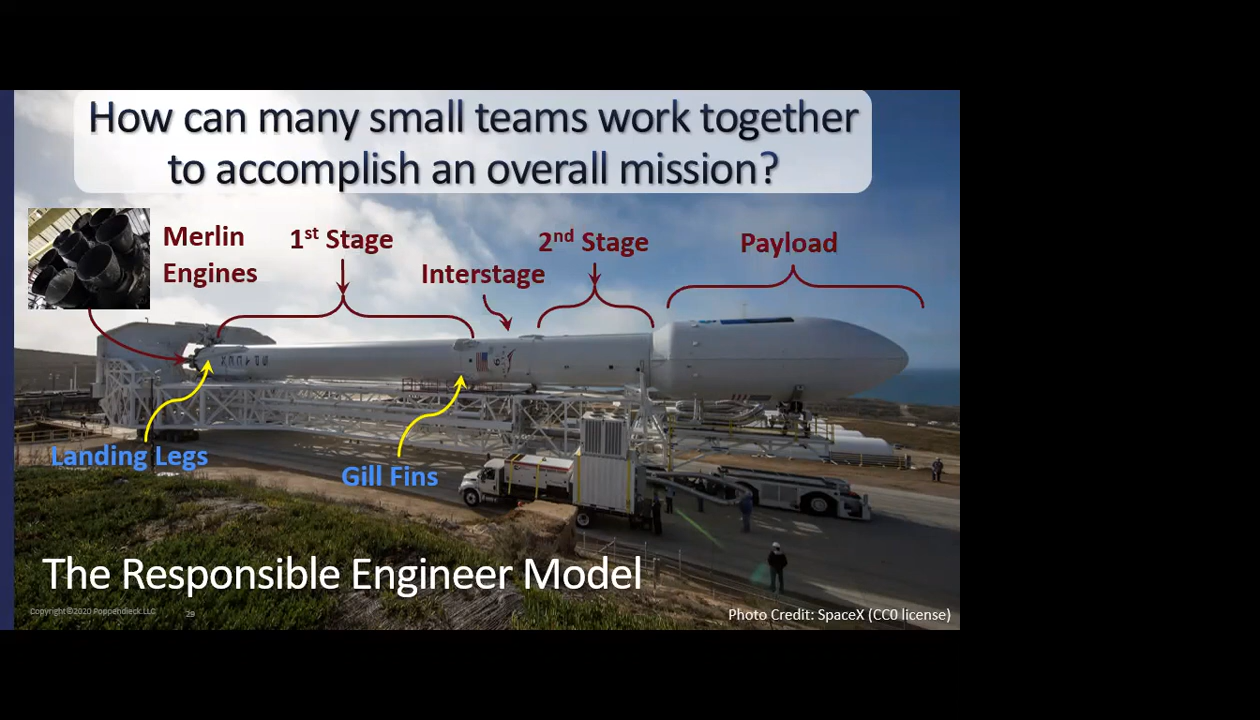 How can many small teams work together
to accomplish an overall mission?
Merlin
Engines
1st Stage
Interstage
2nd Stage
Payload
Landing Legs
Gill Fins
The Responsible Engineer Model
Copyright©2020 Poppendieck.LLC
29
Photo Credit: SpaceX (CC0 license)